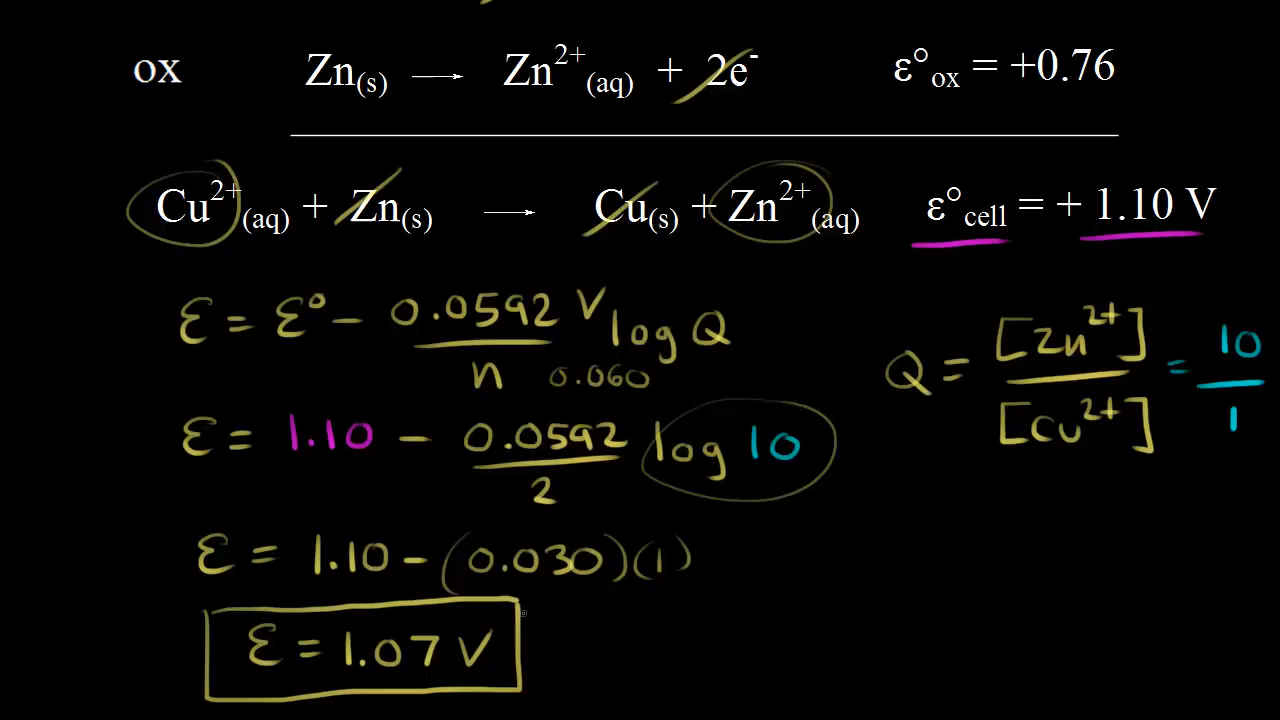 ox Zn(s) → Zn²⁺(aq) + 2e⁻ ε°ox = +0.76
Cu²⁺(aq) + Zn(s) → Cu(s) + Zn²⁺(aq) ε°cell = + 1.10 V
Ɛ = Ɛ° − 0.0592 V / n log Q
0.060
Q = [Zn²⁺] / [Cu²⁺] = 10 / 1
Ɛ = 1.10 − 0.0592 / 2 log 10
Ɛ = 1.10 − (0.030)(1)
Ɛ = 1.07 V